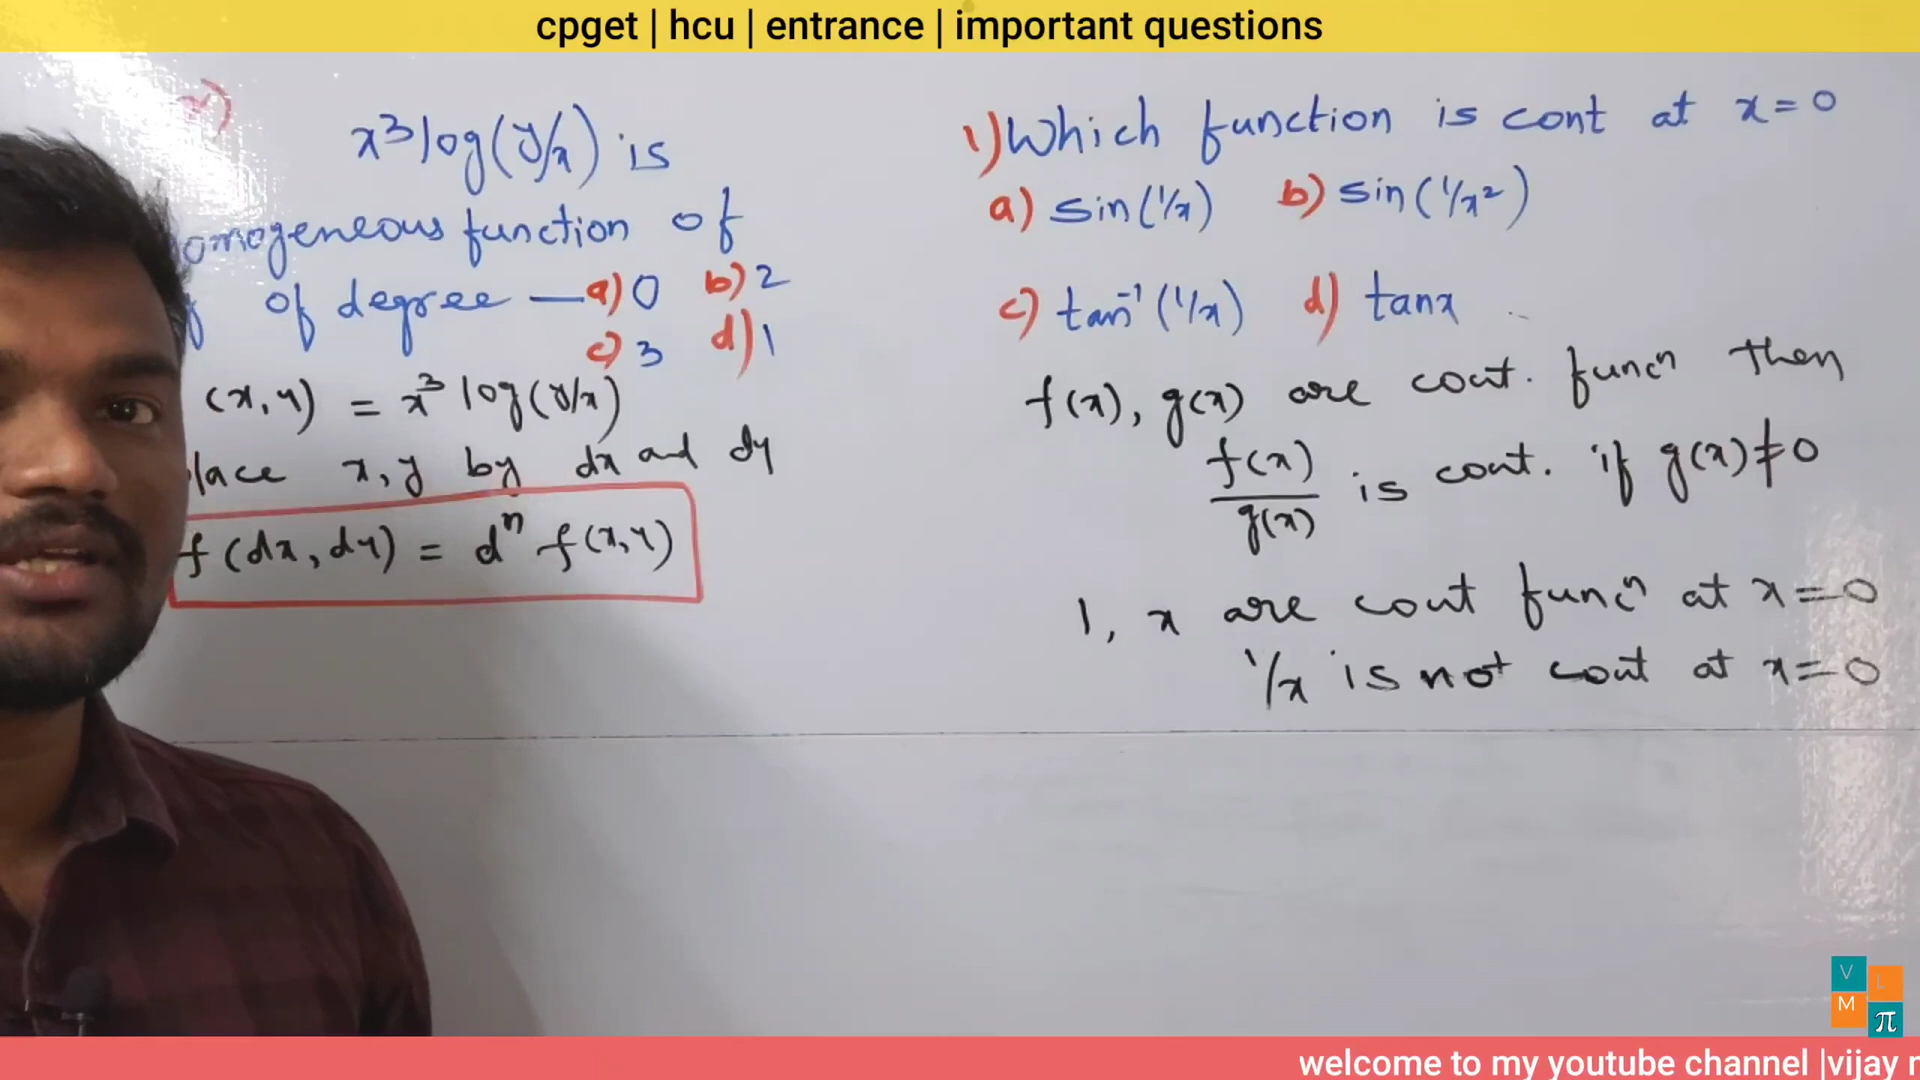 cpget | hcu | entrance | important questions
x³ log(y/x) is
omogeneous function of
of degree — a) 0 b) 2
c) 3 d) 1
(x,y) = x³ log(y/x)
lace x, y by dx and dy
f(dx, dy) = dⁿ f(x,y)
1) Which function is cont at x=0
a) sin(1/x) b) sin(1/x²)
c) tan⁻¹(1/x) d) tanx
f(x), g(x) are cont. funcⁿ then
f(x)/g(x) is cont. if g(x)≠0
1, x are cont funcⁿ at x=0
1/x is not cont at x=0
V L
M π
welcome to my youtube channel |vijay